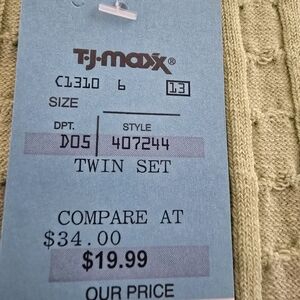 T·J·maxx®
C1310 6 13
SIZE
DPT. STYLE
D05 407244
TWIN SET
COMPARE AT
$34.00
$19.99
OUR PRICE